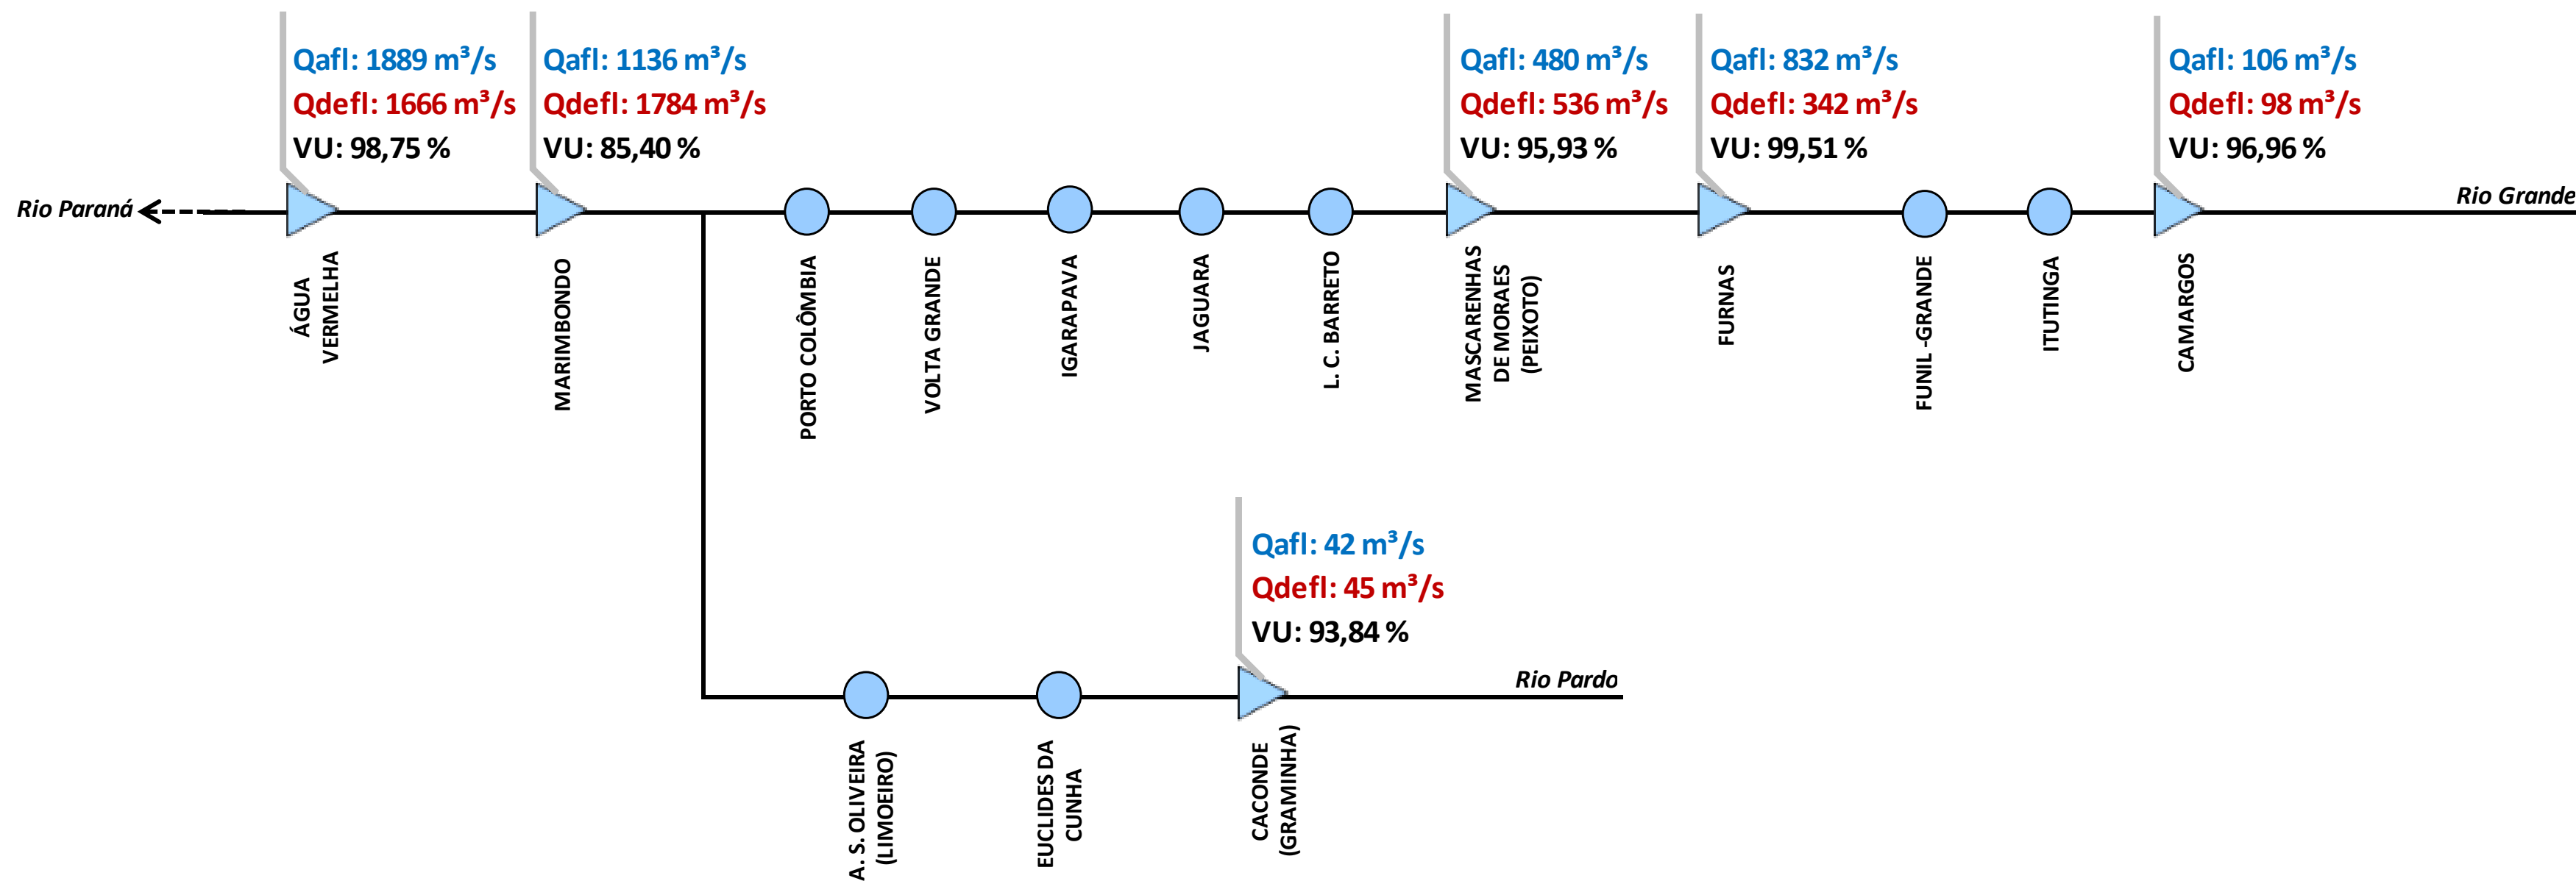 Qafl: 1889 m³/s
Qdefl: 1666 m³/s
VU: 98,75 %
Qafl: 1136 m³/s
Qdefl: 1784 m³/s
VU: 85,40 %
Qafl: 480 m³/s
Qdefl: 536 m³/s
VU: 95,93 %
Qafl: 832 m³/s
Qdefl: 342 m³/s
VU: 99,51 %
Qafl: 106 m³/s
Qdefl: 98 m³/s
VU: 96,96 %
Rio Paraná
Rio Grande
ÁGUA
VERMELHA
MARIMBONDO
PORTO COLÔMBIA
VOLTA GRANDE
IGARAPAVA
JAGUARA
L. C. BARRETO
MASCARENHAS
DE MORAES
(PEIXOTO)
FURNAS
FUNIL -GRANDE
ITUTINGA
CAMARGOS
Qafl: 42 m³/s
Qdefl: 45 m³/s
VU: 93,84 %
Rio Pardo
A. S. OLIVEIRA
(LIMOEIRO)
EUCLIDES DA
CUNHA
CACONDE
(GRAMINHA)